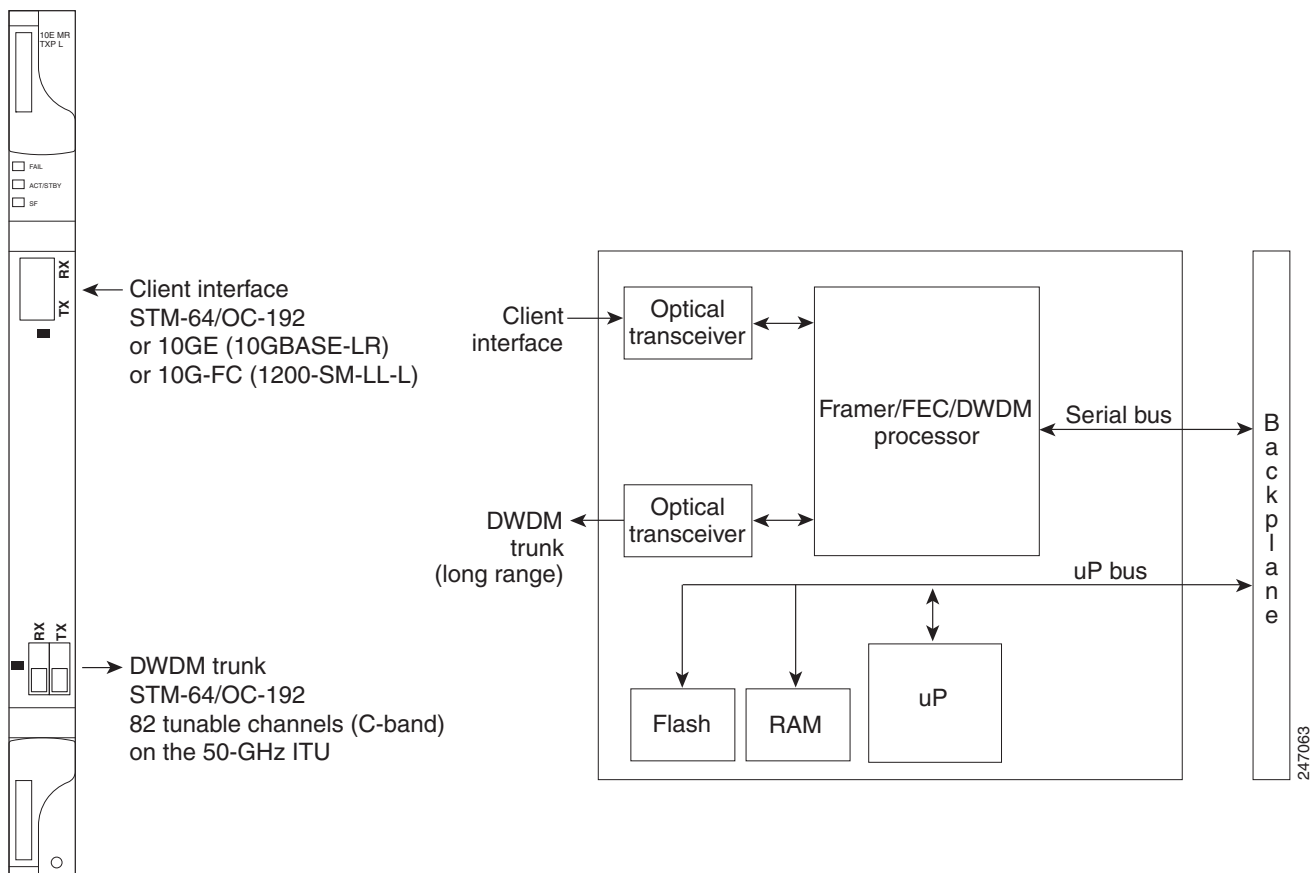 10E MR
TXP L
FAIL
ACT/STBY
SF
RX
TX
Client interface
STM-64/OC-192
or 10GE (10GBASE-LR)
or 10G-FC (1200-SM-LL-L)
RX
TX
DWDM trunk
STM-64/OC-192
82 tunable channels (C-band)
on the 50-GHz ITU
Client
interface
Optical
transceiver
Framer/FEC/DWDM
processor
Serial bus
DWDM
trunk
(long range)
Optical
transceiver
uP bus
Flash
RAM
uP
Backplane
247063